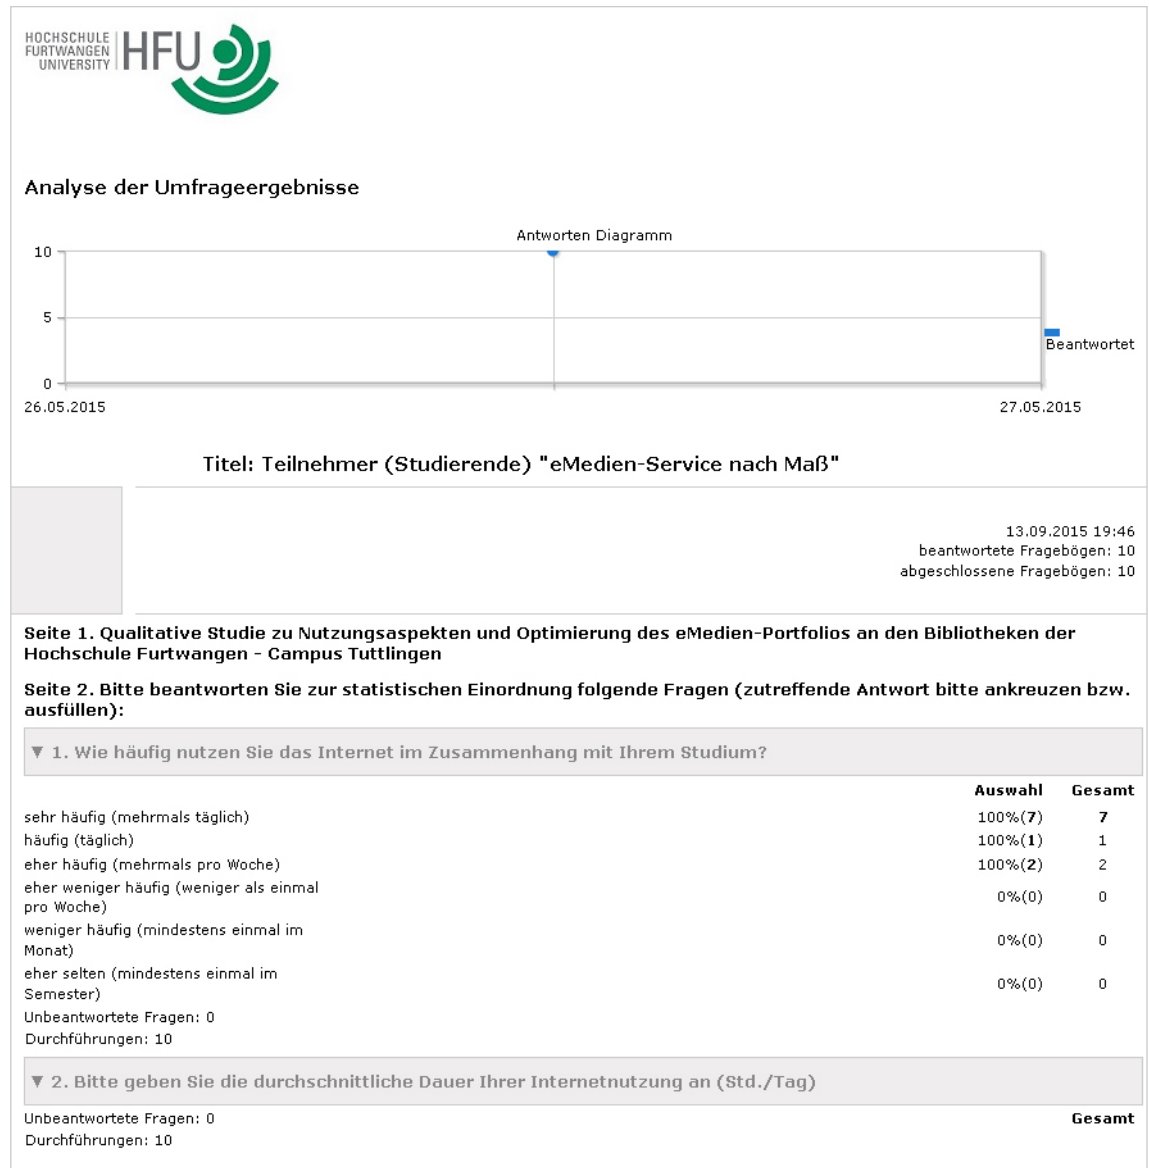 HOCHSCHULE
FURTWANGEN
UNIVERSITY
HFU
Analyse der Umfrageergebnisse
Antworten Diagramm
10
5
0
Beantwortet
26.05.2015 27.05.2015
Titel: Teilnehmer (Studierende) "eMedien-Service nach Maß"
13.09.2015 19:46
beantwortete Fragebögen: 10
abgeschlossene Fragebögen: 10
Seite 1. Qualitative Studie zu Nutzungsaspekten und Optimierung des eMedien-Portfolios an den Bibliotheken der
Hochschule Furtwangen - Campus Tuttlingen
Seite 2. Bitte beantworten Sie zur statistischen Einordnung folgende Fragen (zutreffende Antwort bitte ankreuzen bzw.
ausfüllen):
▼ 1. Wie häufig nutzen Sie das Internet im Zusammenhang mit Ihrem Studium?
Auswahl Gesamt
sehr häufig (mehrmals täglich) 100%(7) 7
häufig (täglich) 100%(1) 1
eher häufig (mehrmals pro Woche) 100%(2) 2
eher weniger häufig (weniger als einmal
pro Woche) 0%(0) 0
weniger häufig (mindestens einmal im
Monat) 0%(0) 0
eher selten (mindestens einmal im
Semester) 0%(0) 0
Unbeantwortete Fragen: 0
Durchführungen: 10
▼ 2. Bitte geben Sie die durchschnittliche Dauer Ihrer Internetnutzung an (Std./Tag)
Unbeantwortete Fragen: 0 Gesamt
Durchführungen: 10